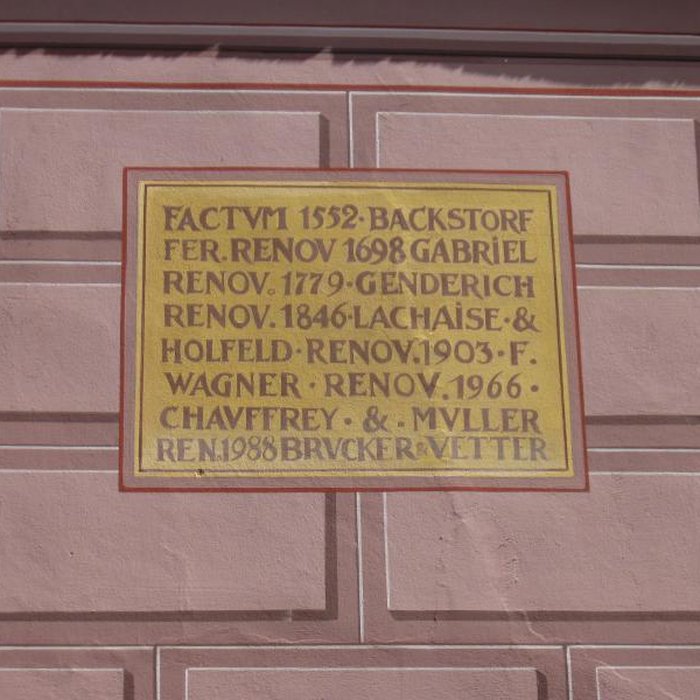 FACTVM 1552·BACKSTORF
FER. RENOV 1698 GABRiEL
RENOV. 1779·GENDERICH
RENOV. 1846·LACHAiSE·&
HOLFELD·RENOV.1903·F.
WAGNER·RENOV.1966·
CHAVFFREY·&·MVLLER
REN.1988 BRVCKER & VETTER